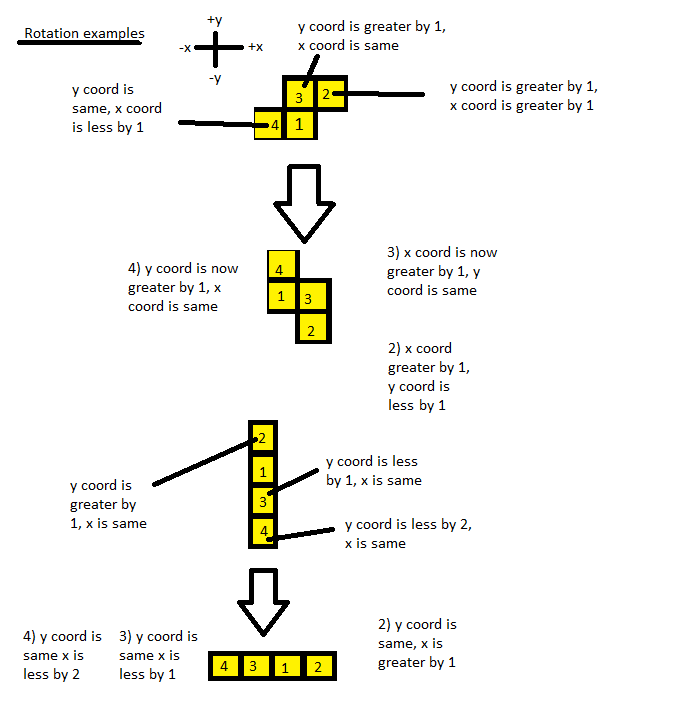 Rotation examples
+y
-x
+x
-y
y coord is greater by 1,
x coord is same
y coord is
same, x coord
is less by 1
y coord is greater by 1,
x coord is greater by 1
3
2
4
1
4) y coord is now
greater by 1, x
coord is same
3) x coord is now
greater by 1, y
coord is same
4
1
3
2
2) x coord
greater by 1,
y coord is
less by 1
2
1
3
4
y coord is
greater by
1, x is same
y coord is less
by 1, x is same
y coord is less by 2,
x is same
4) y coord is
same x is
less by 2
3) y coord is
same x is
less by 1
4
3
1
2
2) y coord is
same, x is
greater by 1